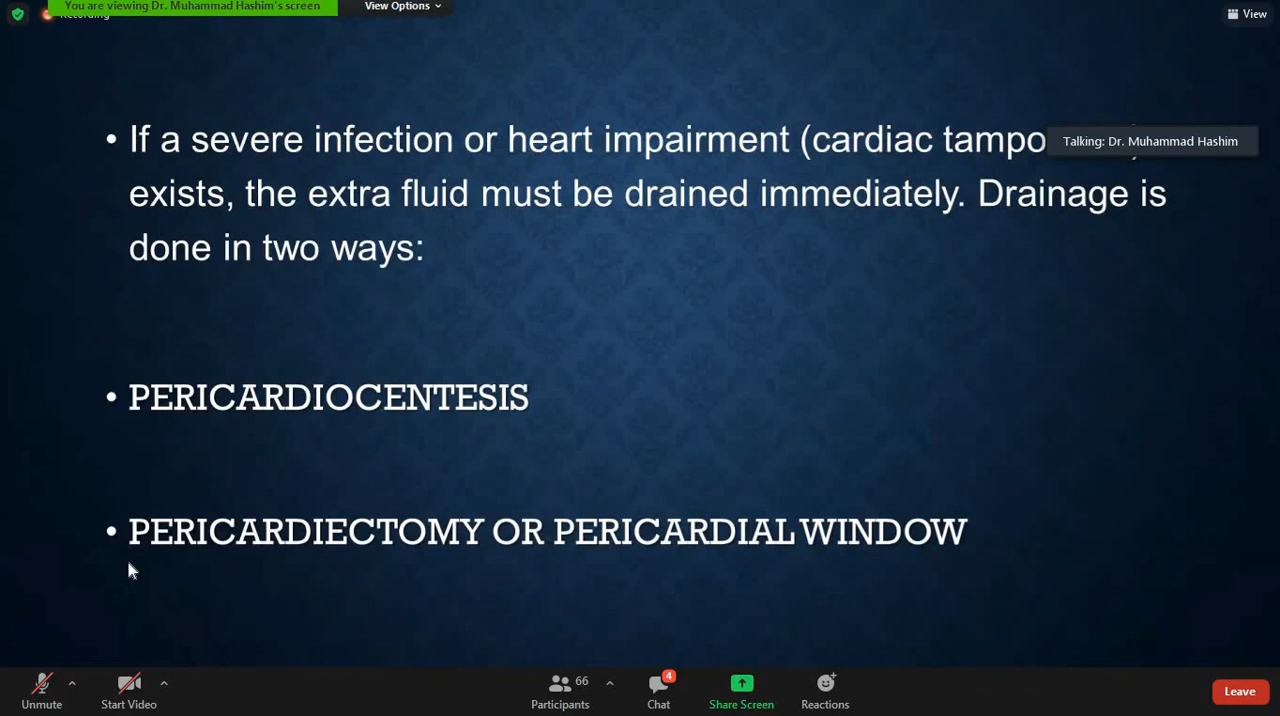 You are viewing Dr. Muhammad Hashim's screen
View Options
Recording
View
• If a severe infection or heart impairment (cardiac tampo
Talking: Dr. Muhammad Hashim
exists, the extra fluid must be drained immediately. Drainage is
done in two ways:
• PERICARDIOCENTESIS
• PERICARDIECTOMY OR PERICARDIAL WINDOW
66
4
Unmute
Start Video
Participants
Chat
Share Screen
Reactions
Leave